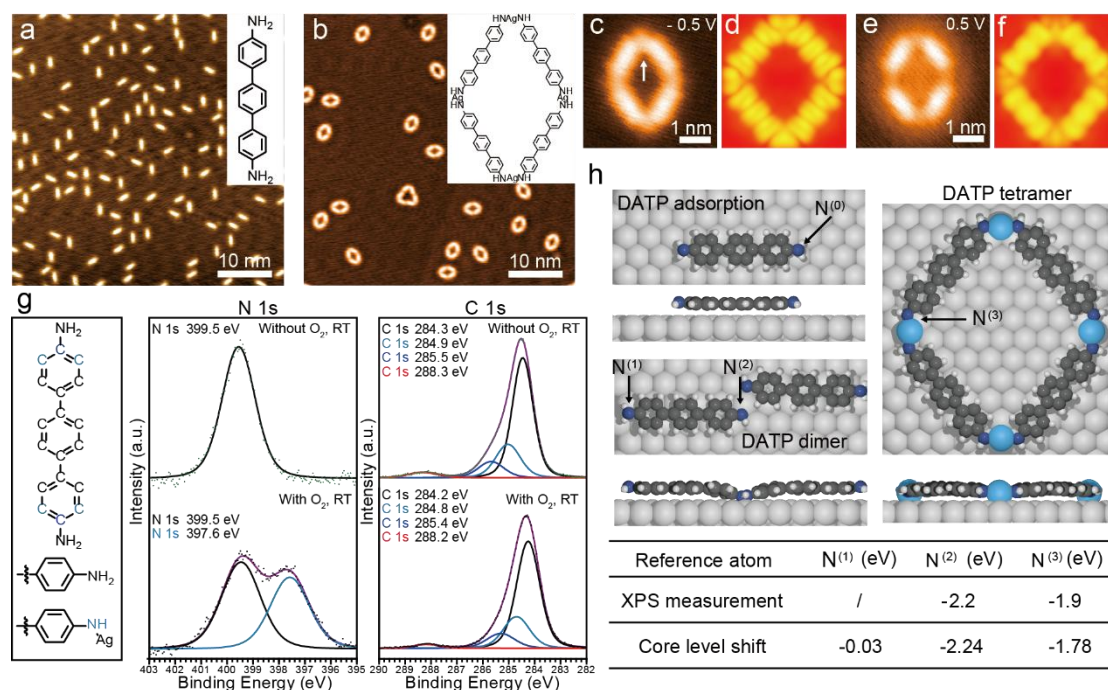 a
NH₂
NH₂
10 nm
b
HNAgNH
HN
Ag
HN
NH
Ag
NH
HNAgNH
10 nm
c
- 0.5 V
1 nm
d
e
0.5 V
1 nm
f
g
NH₂
C
C C
C C
C
C
C C
C C
C
C
C C
C C
C
NH₂
NH₂
NH
Ag
N 1s
N 1s 399.5 eV
Without O₂, RT
N 1s 399.5 eV
N 1s 397.6 eV
With O₂, RT
Intensity (a.u.)
403 402 401 400 399 398 397 396 395
Binding Energy (eV)
C 1s
C 1s 284.3 eV
C 1s 284.9 eV
C 1s 285.5 eV
C 1s 288.3 eV
Without O₂, RT
C 1s 284.2 eV
C 1s 284.8 eV
C 1s 285.4 eV
C 1s 288.2 eV
With O₂, RT
Intensity (a.u.)
290 289 288 287 286 285 284 283 282
Binding Energy (eV)
h
DATP adsorption
N⁽⁰⁾
N⁽¹⁾
N⁽²⁾
DATP dimer
DATP tetramer
N⁽³⁾
Reference atom N⁽¹⁾ (eV) N⁽²⁾ (eV) N⁽³⁾ (eV)
XPS measurement / -2.2 -1.9
Core level shift -0.03 -2.24 -1.78